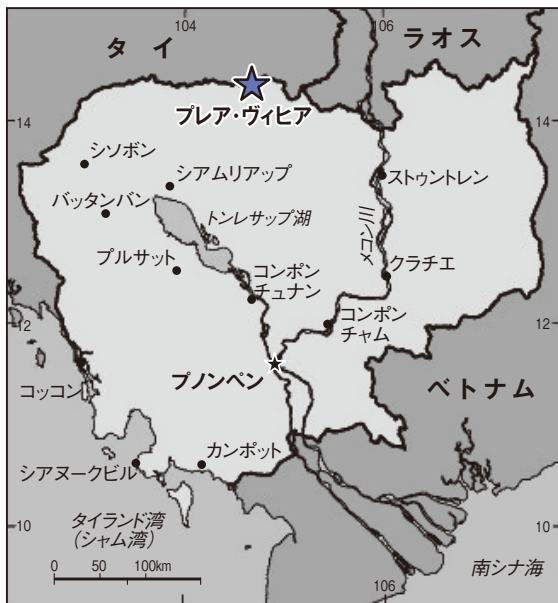 104
106
タイ
ラオス
プレア・ヴィヒア
14
14
シソポン
シアムリアップ
ストゥントレン
バッタンバン
トンレサップ湖
メコン川
プルサット
コンポン
チュナン
クラチエ
12
コンポン
チャム
12
プノンペン
コッコン
ベトナム
カンポット
シアヌークビル
10
タイランド湾
(シャム湾)
10
南シナ海
0 50 100km
106